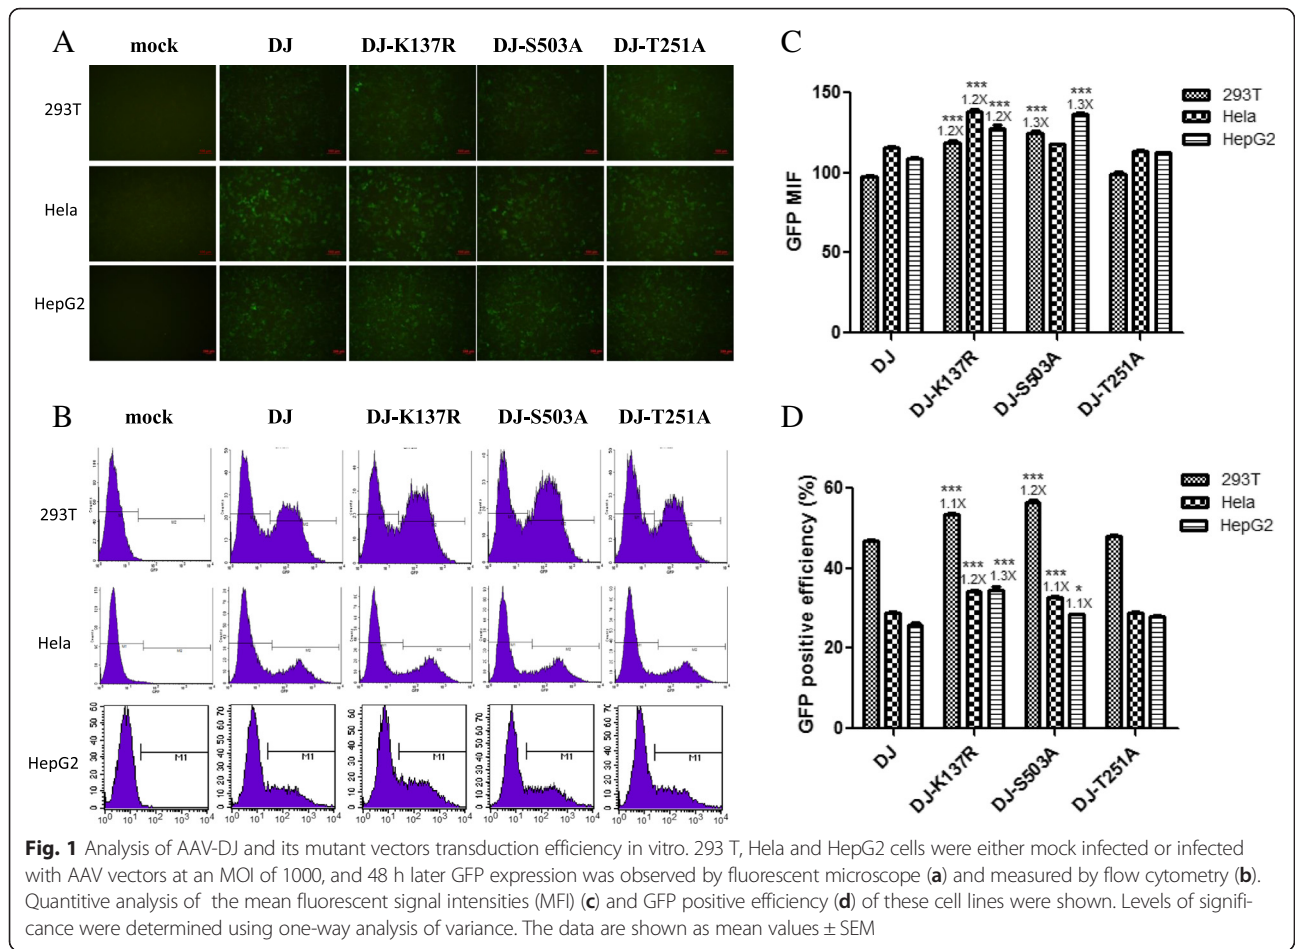 A
mock DJ DJ-K137R DJ-S503A DJ-T251A
293T
Hela
HepG2
B
mock DJ DJ-K137R DJ-S503A DJ-T251A
293T
Hela
HepG2
M1 M1 M1 M1 M1
C
GFP MIF
150
100
50
0
*** 1.2X
*** 1.2X
*** 1.2X
*** 1.3X
*** 1.3X
293T
Hela
HepG2
DJ DJ-K137R DJ-S503A DJ-T251A
D
GFP positive efficiency (%)
60
40
20
0
*** 1.1X
*** 1.2X
*** 1.3X
*** 1.2X
*** 1.1X
* 1.1X
293T
Hela
HepG2
DJ DJ-K137R DJ-S503A DJ-T251A
Fig. 1 Analysis of AAV-DJ and its mutant vectors transduction efficiency in vitro. 293 T, Hela and HepG2 cells were either mock infected or infected
with AAV vectors at an MOI of 1000, and 48 h later GFP expression was observed by fluorescent microscope (a) and measured by flow cytometry (b).
Quantitive analysis of the mean fluorescent signal intensities (MFI) (c) and GFP positive efficiency (d) of these cell lines were shown. Levels of signifi-
cance were determined using one-way analysis of variance. The data are shown as mean values ± SEM